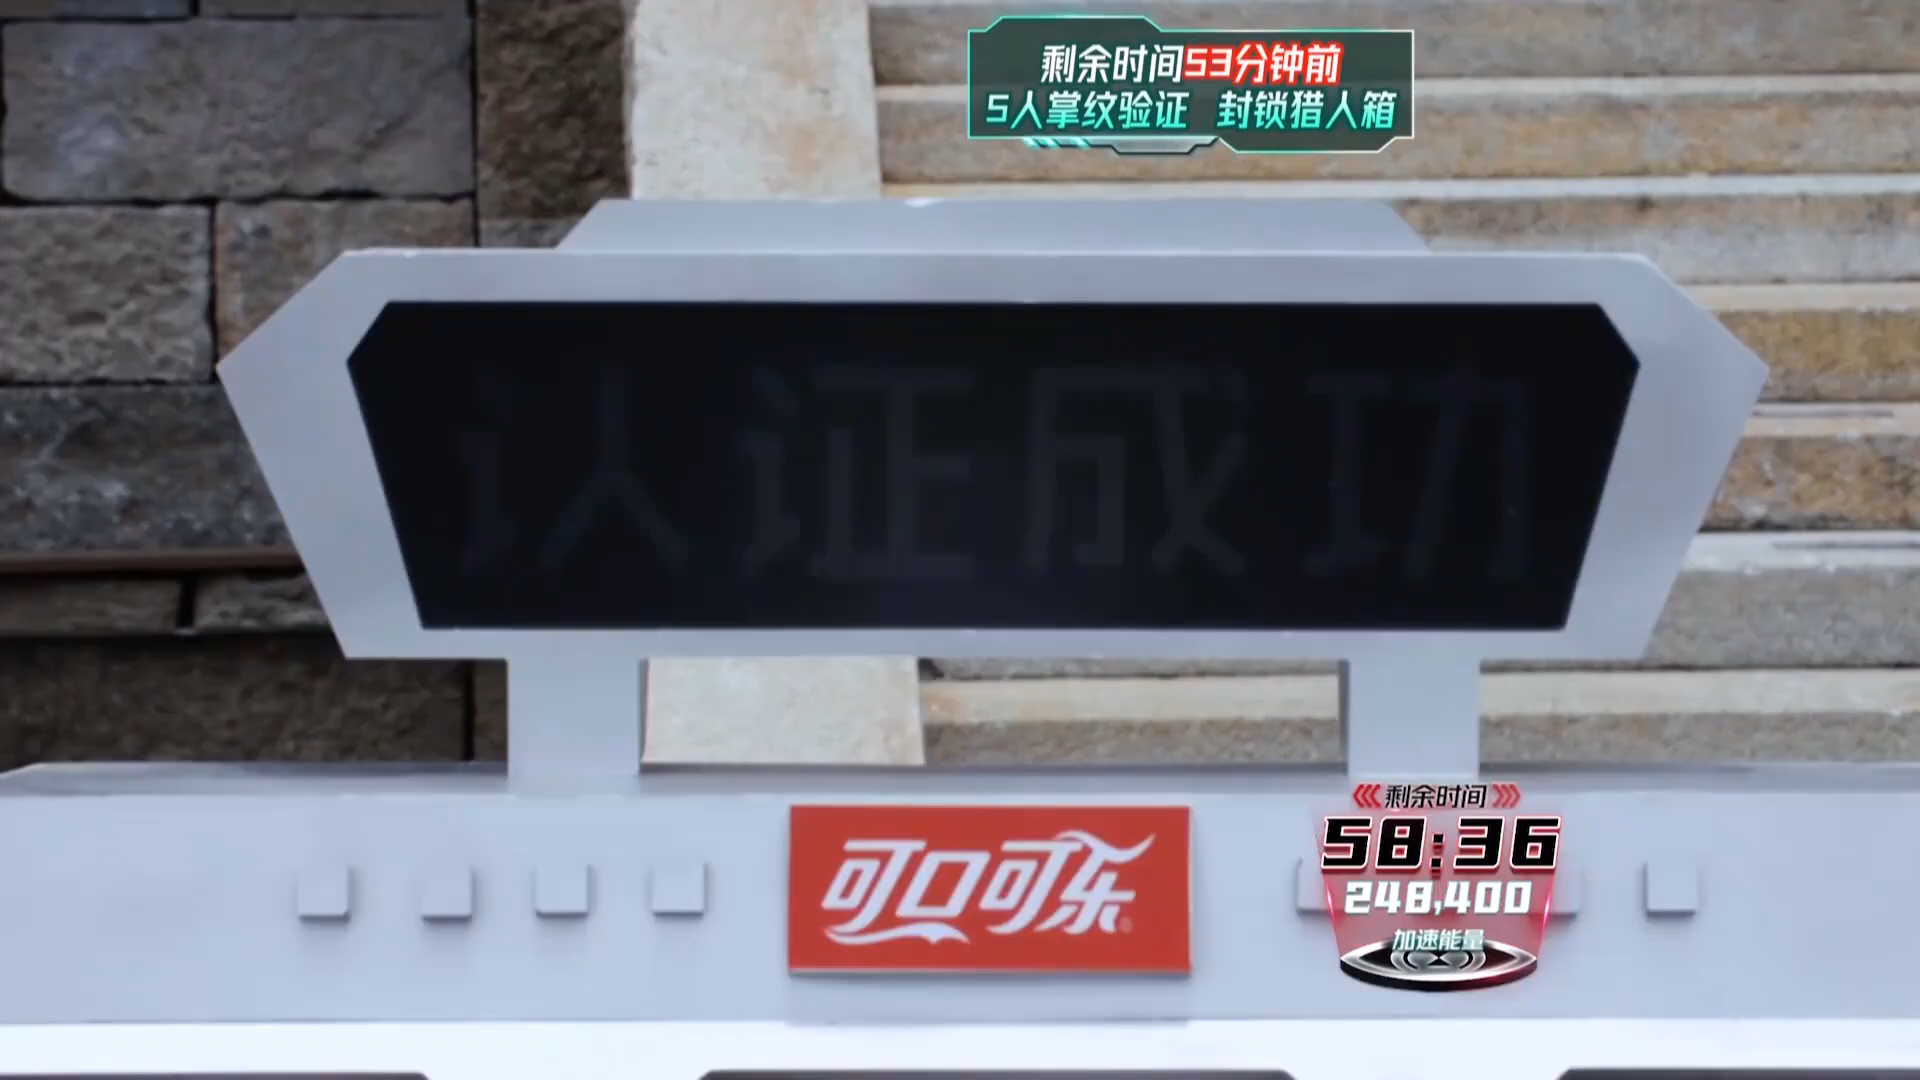 剩余时间53分钟前
5人掌纹验证 封锁猎人箱
认证成功
可口可乐
剩余时间
58:36
248,400
加速能量